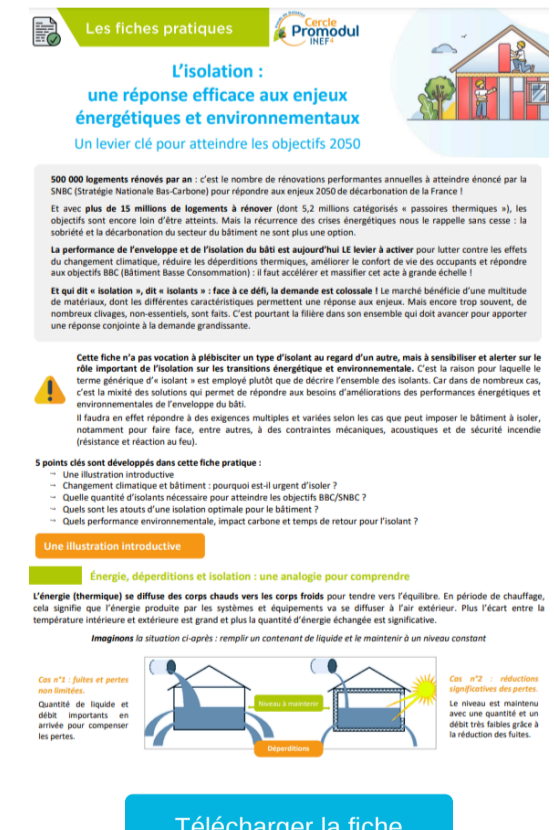 Les fiches pratiques
Cercle
Promodul
INEF4
L'isolation :
une réponse efficace aux enjeux
énergétiques et environnementaux
Un levier clé pour atteindre les objectifs 2050
500 000 logements rénovés par an : c'est le nombre de rénovations performantes annuelles à atteindre énoncé par la
SNBC (Stratégie Nationale Bas-Carbone) pour répondre aux enjeux 2050 de décarbonation de la France !
Et avec plus de 15 millions de logements à rénover (dont 5,2 millions catégorisés « passoires thermiques »), les
objectifs sont encore loin d'être atteints. Mais la récurrence des crises énergétiques nous le rappelle sans cesse : la
sobriété et la décarbonation du secteur du bâtiment ne sont plus une option.
La performance de l'enveloppe et de l'isolation du bâti est aujourd'hui LE levier à activer pour lutter contre les effets
du changement climatique, réduire les déperditions thermiques, améliorer le confort de vie des occupants et répondre
aux objectifs BBC (Bâtiment Basse Consommation) : il faut accélérer et massifier cet acte à grande échelle !
Et qui dit « isolation », dit « isolants » : face à ce défi, la demande est colossale ! Le marché bénéficie d'une multitude
de matériaux, dont les différentes caractéristiques permettent une réponse aux enjeux. Mais encore trop souvent, de
nombreux clivages, non-essentiels, sont faits. C'est pourtant la filière dans son ensemble qui doit avancer pour apporter
une réponse conjointe à la demande grandissante.
Cette fiche n'a pas vocation à plébisciter un type d'isolant au regard d'un autre, mais à sensibiliser et alerter sur le
rôle important de l'isolation sur les transitions énergétique et environnementale. C'est la raison pour laquelle le
terme générique d'« isolant » est employé plutôt que de décrire l'ensemble des isolants. Car dans de nombreux cas,
c'est la mixité des solutions qui permet de répondre aux besoins d'améliorations des performances énergétiques et
environnementales de l'enveloppe du bâti.
Il faudra en effet répondre à des exigences multiples et variées selon les cas que peut imposer le bâtiment à isoler,
notamment pour faire face, entre autres, à des contraintes mécaniques, acoustiques et de sécurité incendie
(résistance et réaction au feu).
5 points clés sont développés dans cette fiche pratique :
→ Une illustration introductive
→ Changement climatique et bâtiment : pourquoi est-il urgent d'isoler ?
→ Quelle quantité d'isolants nécessaire pour atteindre les objectifs BBC/SNBC ?
→ Quels sont les atouts d'une isolation optimale pour le bâtiment ?
→ Quels performance environnementale, impact carbone et temps de retour pour l'isolant ?
Une illustration introductive
Énergie, déperditions et isolation : une analogie pour comprendre
L'énergie (thermique) se diffuse des corps chauds vers les corps froids pour tendre vers l'équilibre. En période de chauffage,
cela signifie que l'énergie produite par les systèmes et équipements va se diffuser à l'air extérieur. Plus l'écart entre la
température intérieure et extérieure est grand et plus la quantité d'énergie échangée est significative.
Imaginons la situation ci-après : remplir un contenant de liquide et le maintenir à un niveau constant
Cas n°1 : fuites et pertes
non limitées.
Quantité de liquide et
débit importants en
arrivée pour compenser
les pertes.
Niveau à maintenir
Déperditions
Cas n°2 : réductions
significatives des pertes.
Le niveau est maintenu
avec une quantité et un
débit très faibles grâce à
la réduction des fuites.
Télécharger la fiche